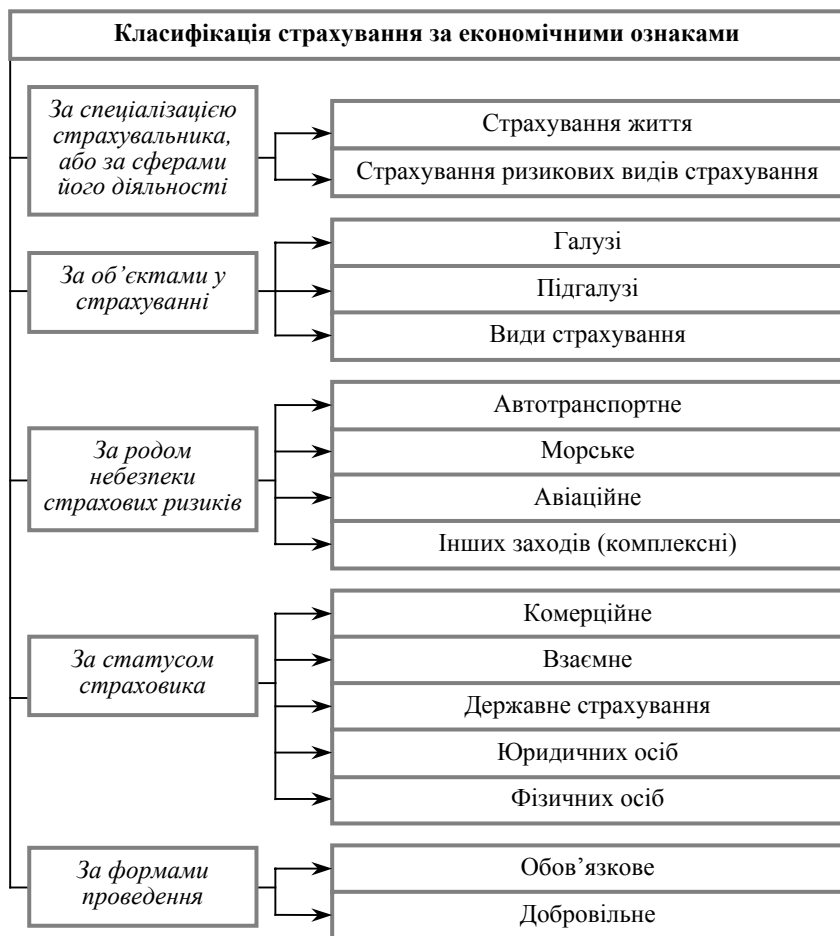 Класифікація страхування за економічними ознаками
За спеціалізацією
страхувальника,
або за сферами
його діяльності
Страхування життя
Страхування ризикових видів страхування
За об’єктами у
страхуванні
Галузі
Підгалузі
Види страхування
За родом
небезпеки
страхових ризиків
Автотранспортне
Морське
Авіаційне
Інших заходів (комплексні)
За статусом
страховика
Комерційне
Взаємне
Державне страхування
Юридичних осіб
Фізичних осіб
За формами
проведення
Обов’язкове
Добровільне